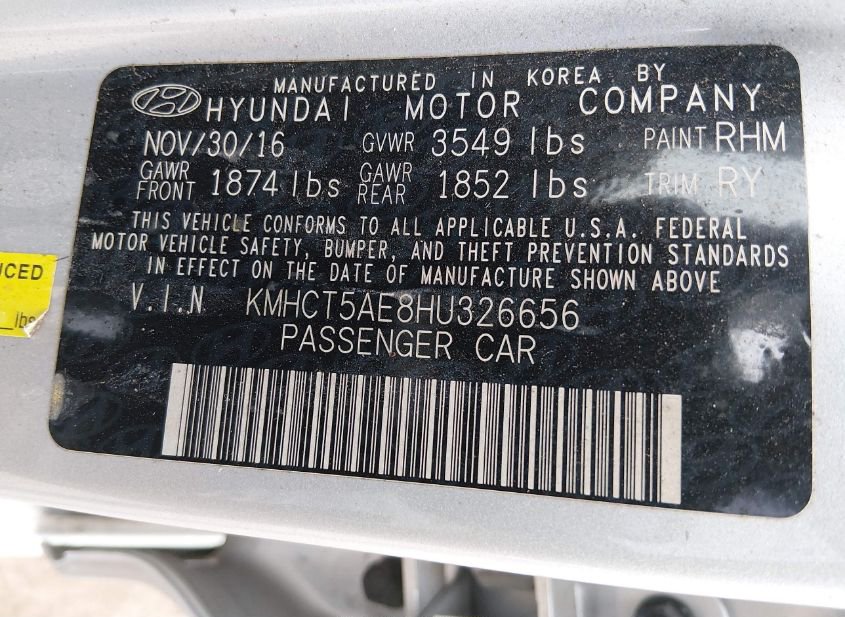 MANUFACTURED IN KOREA BY
HYUNDAI MOTOR COMPANY
NOV/30/16 GVWR 3549 lbs PAINT RHM
GAWR FRONT 1874 lbs GAWR REAR 1852 lbs TRIM RY
THIS VEHICLE CONFORMS TO ALL APPLICABLE U.S.A. FEDERAL
MOTOR VEHICLE SAFETY, BUMPER, AND THEFT PREVENTION STANDARDS
IN EFFECT ON THE DATE OF MANUFACTURE SHOWN ABOVE
V.I.N KMHCT5AE8HU326656
PASSENGER CAR
lbs